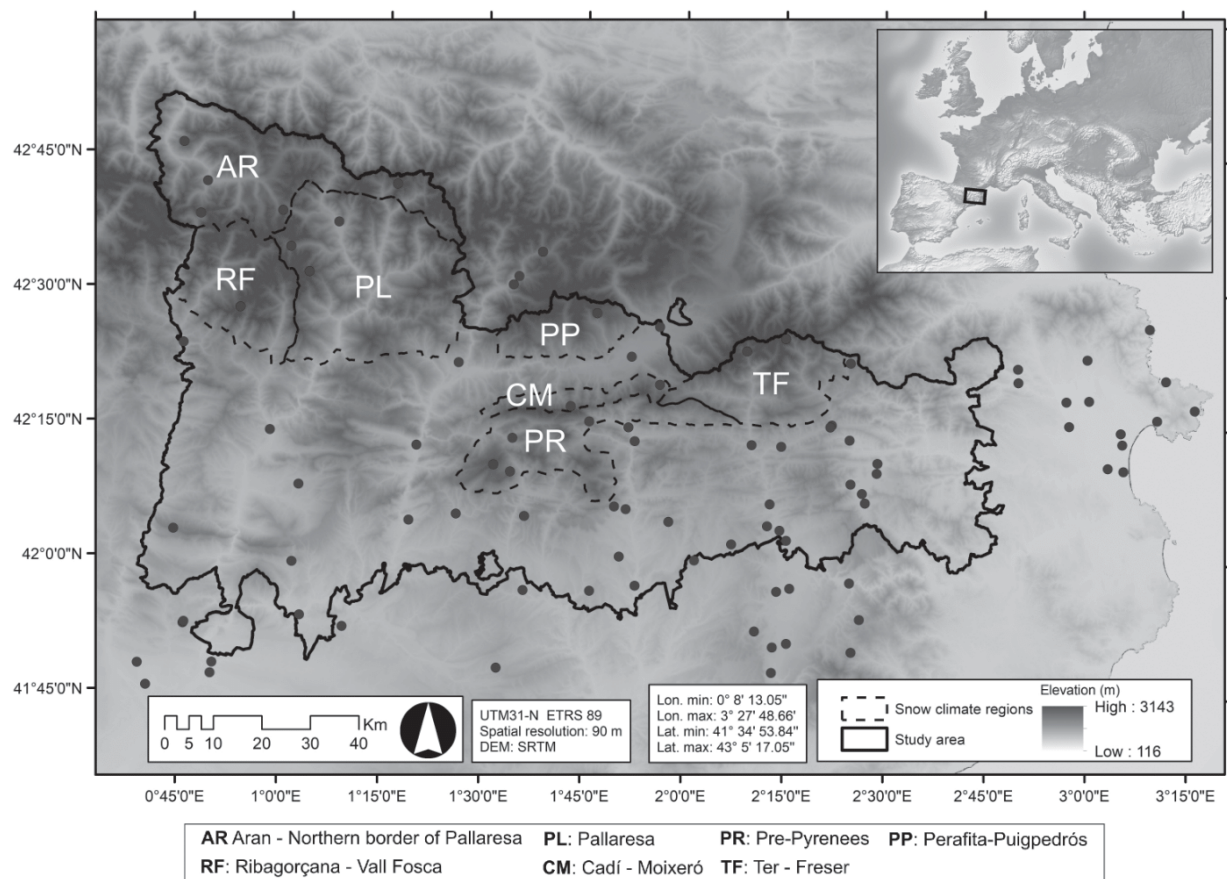 42°45'0"N
42°30'0"N
42°15'0"N
42°0'0"N
41°45'0"N
AR
RF
PL
PP
CM
TF
PR
0 5 10 20 30 40
Km
UTM31-N ETRS 89
Spatial resolution: 90 m
DEM: SRTM
Lon. min: 0° 8' 13.05"
Lon. max: 3° 27' 48.66'
Lat. min: 41° 34' 53.84"
Lat. max: 43° 5' 17.05"
Snow climate regions
Study area
Elevation (m)
High : 3143
Low : 116
0°45'0"E 1°0'0"E 1°15'0"E 1°30'0"E 1°45'0"E 2°0'0"E 2°15'0"E 2°30'0"E 2°45'0"E 3°0'0"E 3°15'0"E
AR Aran - Northern border of Pallaresa PL: Pallaresa PR: Pre-Pyrenees PP: Perafita-Puigpedrós
RF: Ribagorçana - Vall Fosca CM: Cadí - Moixeró TF: Ter - Freser